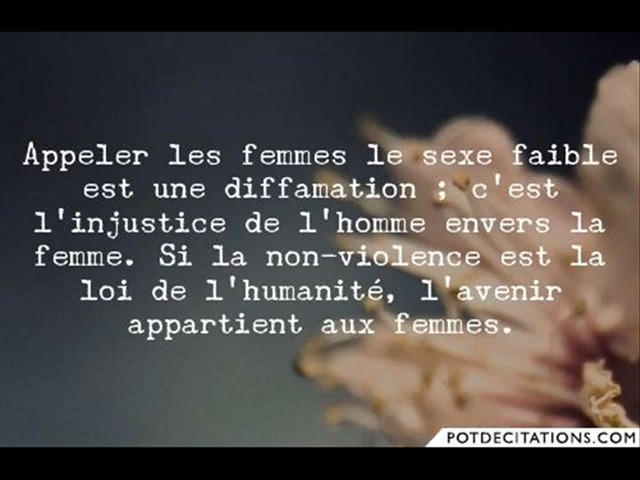 Appeler les femmes le sexe faible
est une diffamation ; c'est
l'injustice de l'homme envers la
femme. Si la non-violence est la
loi de l'humanité, l'avenir
appartient aux femmes.
POTDECITATIONS.COM